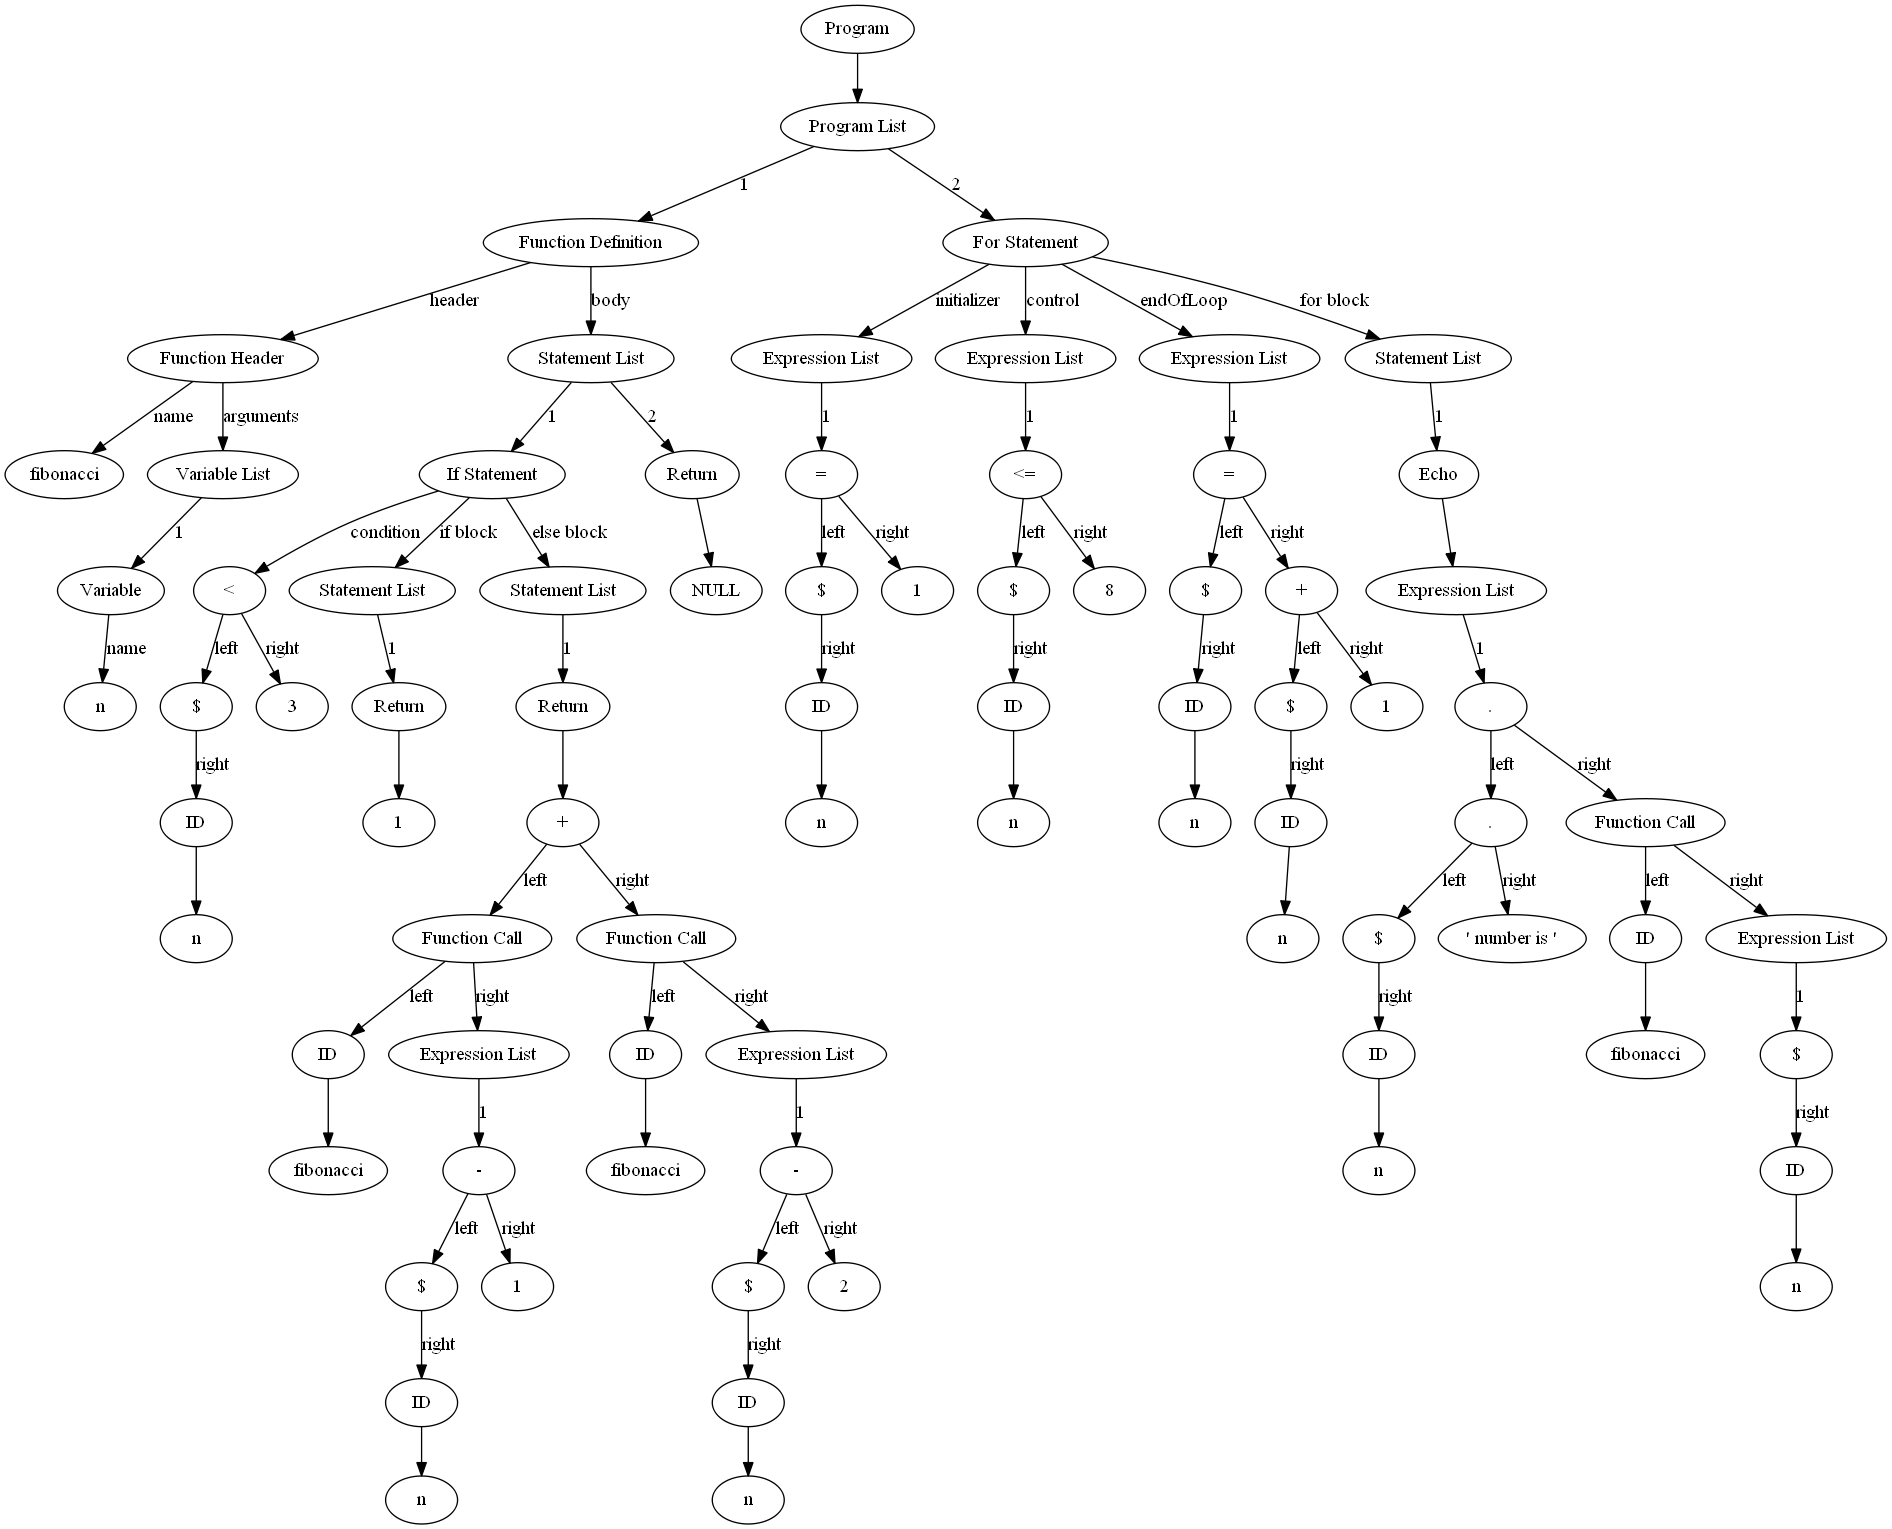 Program
Program List
1
2
Function Definition
For Statement
header
body
initializer
control
endOfLoop
for block
Function Header
Statement List
Expression List
Expression List
Expression List
Statement List
name
arguments
1
2
1
1
1
1
fibonacci
Variable List
If Statement
Return
=
<=
=
Echo
1
condition
if block
else block
left
right
left
right
left
right
Variable
<
Statement List
Statement List
NULL
$
1
$
8
$
+
Expression List
name
left
right
1
1
right
right
right
left
right
1
n
$
3
Return
Return
ID
ID
ID
$
1
.
right
right
left
right
ID
1
+
n
n
n
ID
.
Function Call
left
right
left
right
left
right
n
Function Call
Function Call
n
$
' number is '
ID
Expression List
left
right
left
right
right
1
ID
Expression List
ID
Expression List
ID
fibonacci
$
1
1
right
fibonacci
-
fibonacci
-
n
ID
left
right
left
right
$
1
$
2
n
right
right
ID
ID
n
n